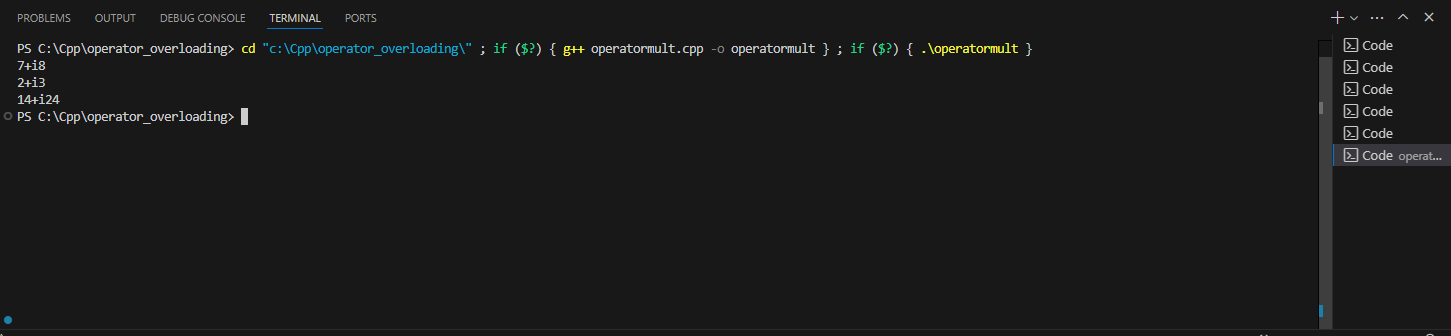 PROBLEMS OUTPUT DEBUG CONSOLE TERMINAL PORTS
PS C:\Cpp\operator_overloading> cd "c:\Cpp\operator_overloading\" ; if ($?) { g++ operatormult.cpp -o operatormult } ; if ($?) { .\operatormult }
7+i8
2+i3
14+i24
PS C:\Cpp\operator_overloading>
Code
Code
Code
Code
Code
Code operat...